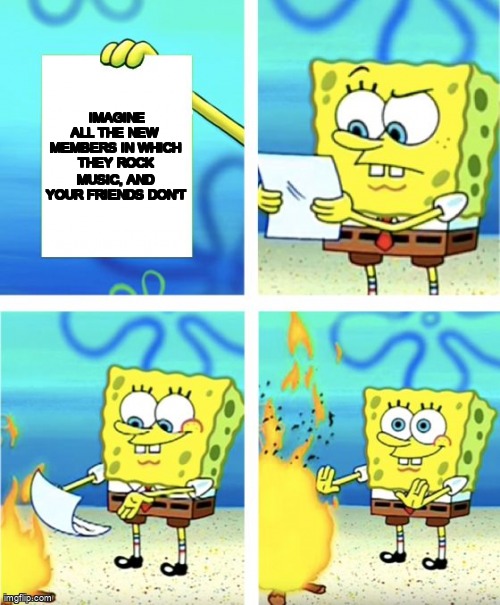 IMAGINE
ALL THE NEW
MEMBERS IN WHICH
THEY ROCK
MUSIC, AND
YOUR FRIENDS DON'T
imgflip.com